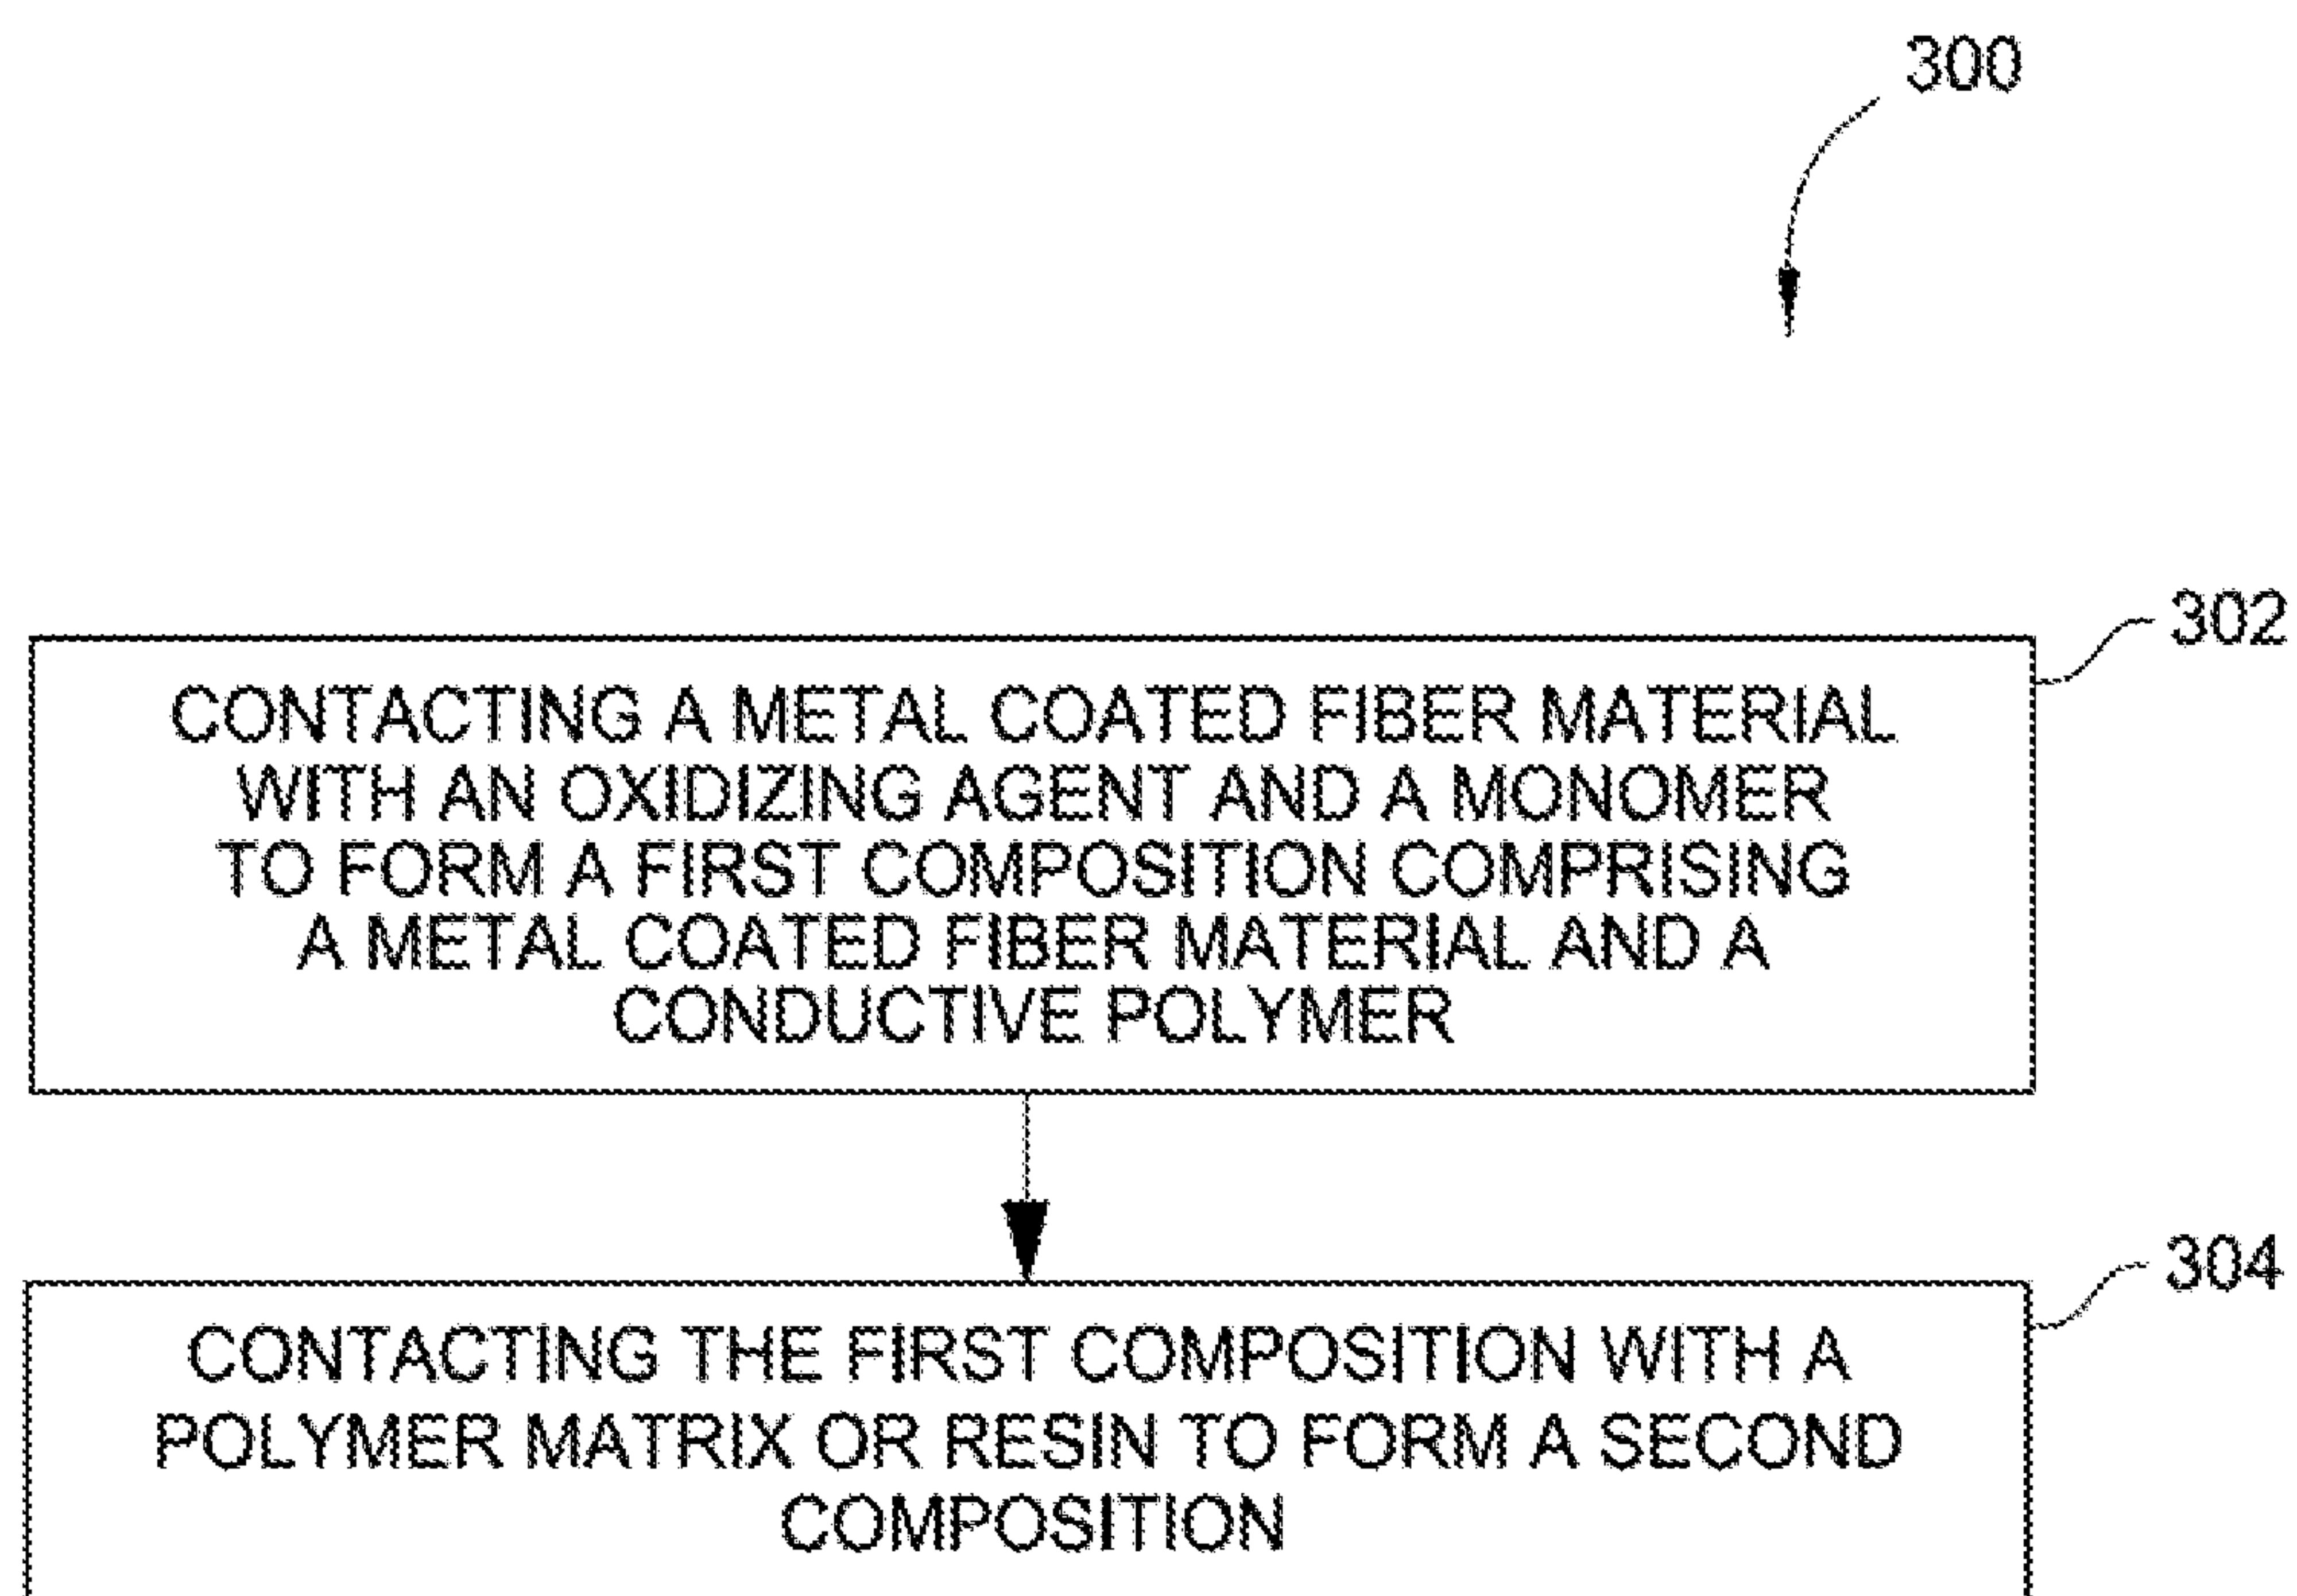 300
302
CONTACTING A METAL COATED FIBER MATERIAL
WITH AN OXIDIZING AGENT AND A MONOMER
TO FORM A FIRST COMPOSITION COMPRISING
A METAL COATED FIBER MATERIAL AND A
CONDUCTIVE POLYMER
304
CONTACTING THE FIRST COMPOSITION WITH A
POLYMER MATRIX OR RESIN TO FORM A SECOND
COMPOSITION